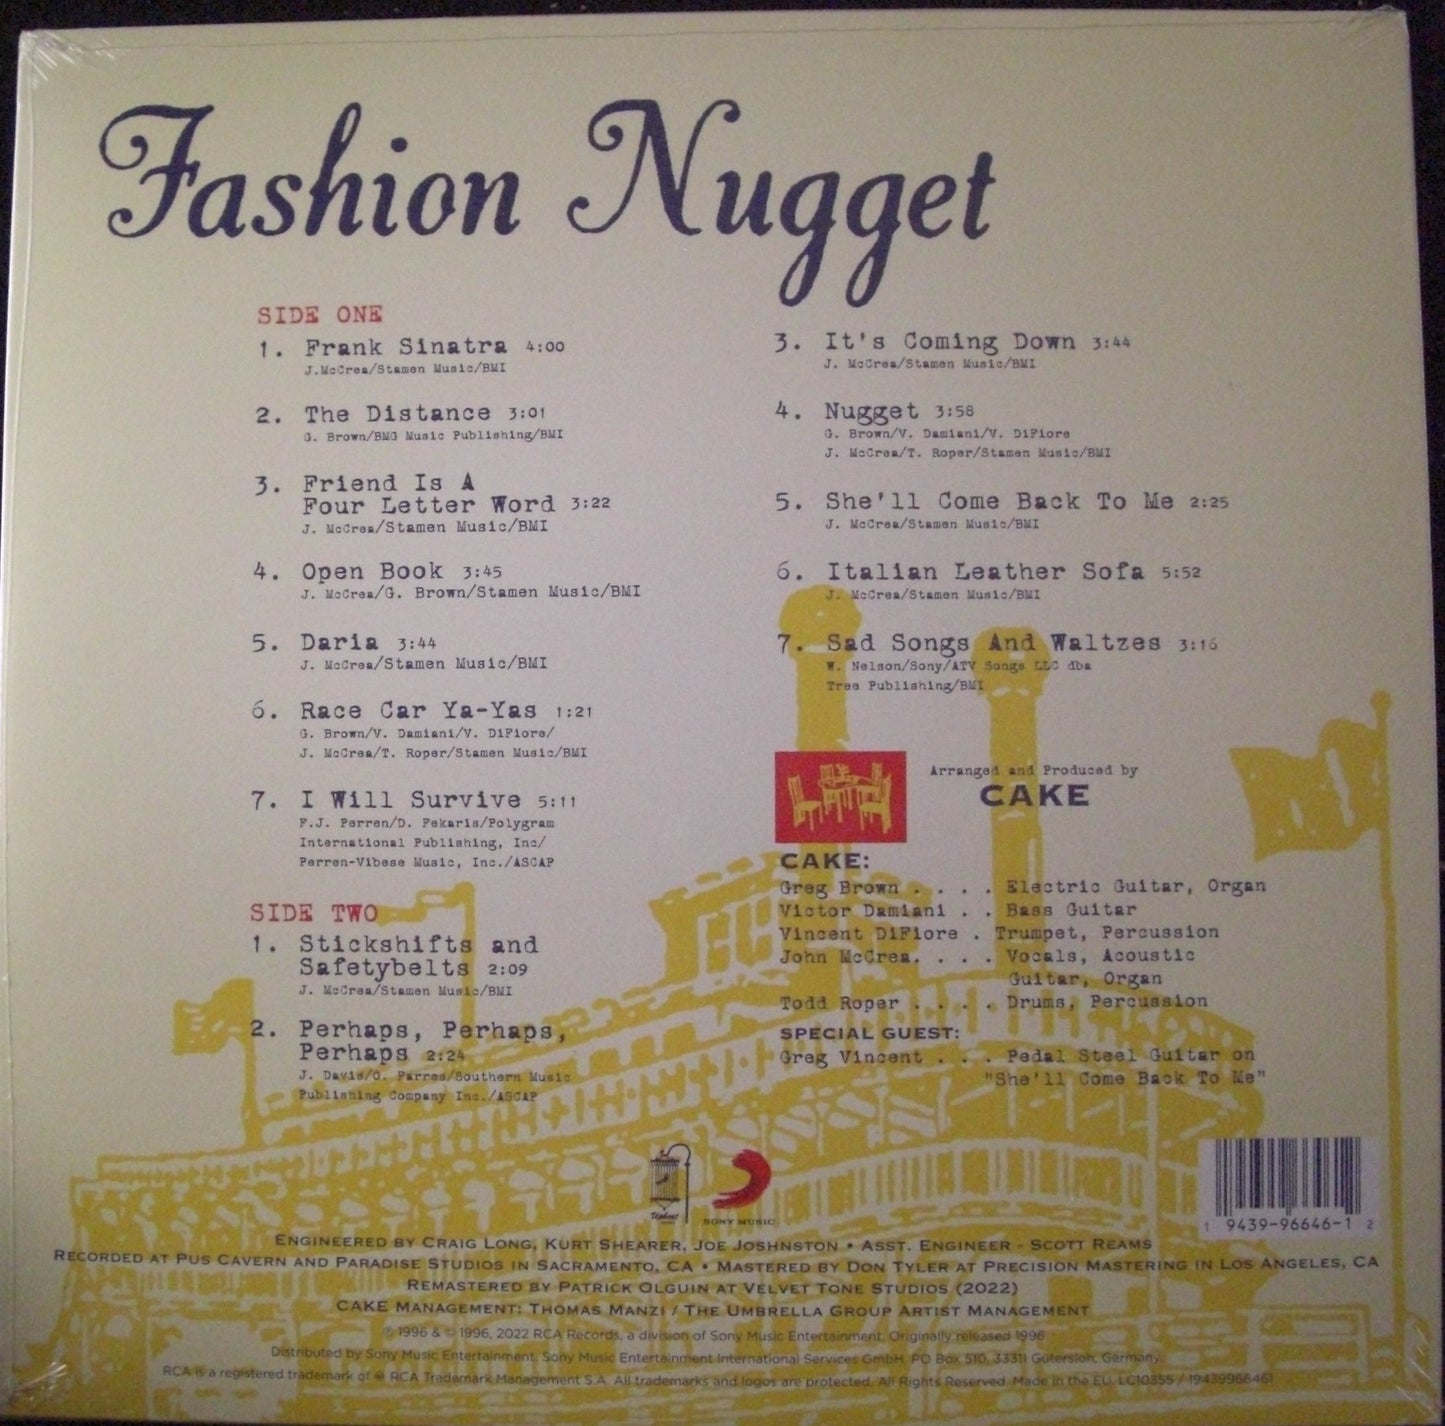 Fashion Nugget
SIDE ONE
1. Frank Sinatra 4:00
J.McCrea/Stamen Music/BMI
2. The Distance 3:01
G. Brown/BMG Music Publishing/BMI
3. Friend Is A
Four Letter Word 3:22
J. McCrea/Stamen Music/BMI
4. Open Book 3:45
J. McCrea/G. Brown/Stamen Music/BMI
5. Daria 3:44
J. McCrea/Stamen Music/BMI
6. Race Car Ya-Yas 1:21
G. Brown/V. Damiani/V. DiFiore/
J. McCrea/T. Roper/Stamen Music/BMI
7. I Will Survive 5:11
F.J. Perren/D. Fekaris/Polygram
International Publishing, Inc/
Perren-Vibese Music, Inc./ASCAP
SIDE TWO
1. Stickshifts and
Safetybelts 2:09
J. McCrea/Stamen Music/BMI
2. Perhaps, Perhaps,
Perhaps 2:24
J. Davis/O. Farres/Southern Music
Publishing Company Inc./ASCAP
3. It's Coming Down 3:44
J. McCrea/Stamen Music/BMI
4. Nugget 3:58
G. Brown/V. Damiani/V. DiFiore
J. McCrea/T. Roper/Stamen Music/BMI
5. She'll Come Back To Me 2:25
J. McCrea/Stamen Music/BMI
6. Italian Leather Sofa 5:52
J. McCrea/Stamen Music/BMI
7. Sad Songs And Waltzes 3:16
W. Nelson/Sony/ATV Songs LLC dba
Tree Publishing/BMI
Arranged and Produced by
CAKE
CAKE:
Greg Brown . . . . Electric Guitar, Organ
Victor Damiani . . Bass Guitar
Vincent DiFiore . Trumpet, Percussion
John McCrea. . . . Vocals, Acoustic
Guitar, Organ
Todd Roper . . . . Drums, Percussion
SPECIAL GUEST:
Greg Vincent . . . Pedal Steel Guitar on
"She'll Come Back To Me"
Upbeat
SONY MUSIC
1 9439-96646-1 2
ENGINEERED BY CRAIG LONG, KURT SHEARER, JOE JOSHNSTON • ASST. ENGINEER - SCOTT REAMS
RECORDED AT PUS CAVERN AND PARADISE STUDIOS IN SACRAMENTO, CA • MASTERED BY DON TYLER AT PRECISION MASTERING IN LOS ANGELES, CA
REMASTERED BY PATRICK OLGUIN AT VELVET TONE STUDIOS (2022)
CAKE MANAGEMENT: THOMAS MANZI / THE UMBRELLA GROUP ARTIST MANAGEMENT
℗ 1996 & © 1996, 2022 RCA Records, a division of Sony Music Entertainment. Originally released 1996
Distributed by Sony Music Entertainment. Sony Music Entertainment International Services GmbH, PO Box 510, 33311 Gütersloh, Germany.
RCA is a registered trademark of ® RCA Trademark Management S.A. All trademarks and logos are protected. All Rights Reserved. Made in the EU. LC10355 / 19439966461